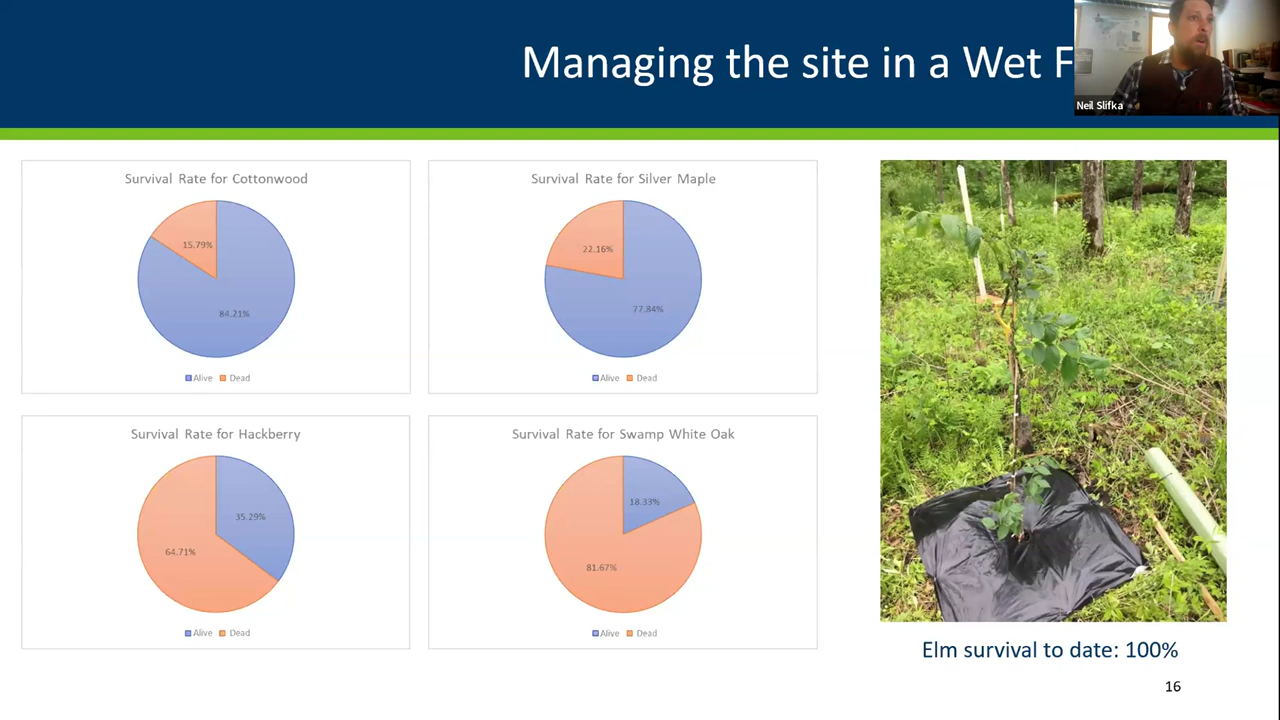 Managing the site in a Wet F
Neil Slifka
Survival Rate for Cottonwood
15.79%
84.21%
Alive Dead
Survival Rate for Silver Maple
22.16%
77.84%
Alive Dead
Survival Rate for Hackberry
35.29%
64.71%
Alive Dead
Survival Rate for Swamp White Oak
18.33%
81.67%
Alive Dead
Elm survival to date: 100%
16